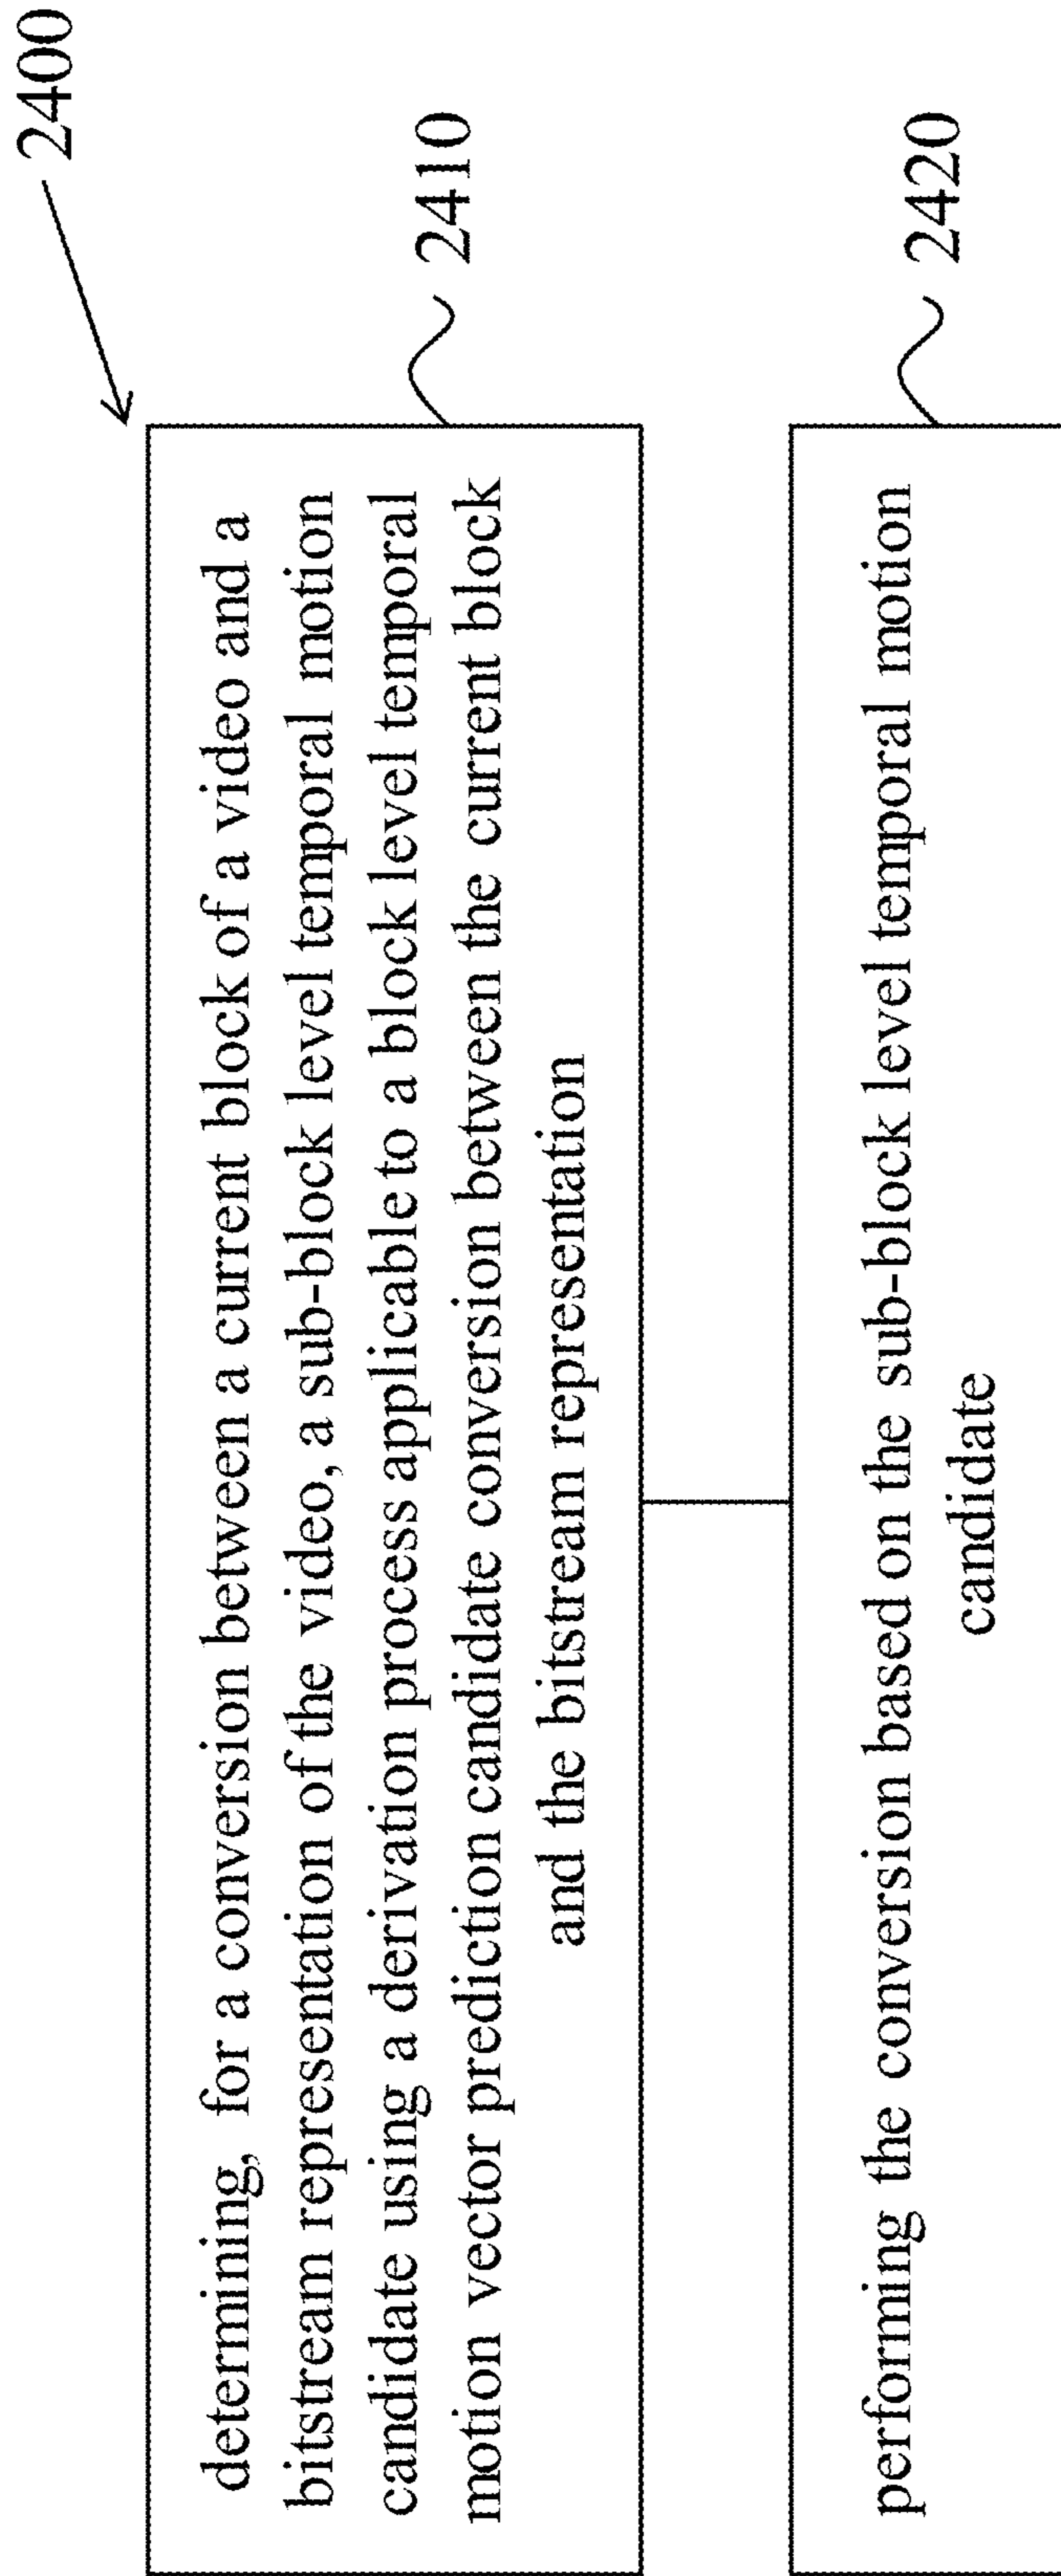 2400
determining, for a conversion between a current block of a video and a
bitstream representation of the video, a sub-block level temporal motion
candidate using a derivation process applicable to a block level temporal
motion vector prediction candidate conversion between the current block
and the bitstream representation
2410
performing the conversion based on the sub-block level temporal motion
candidate
2420